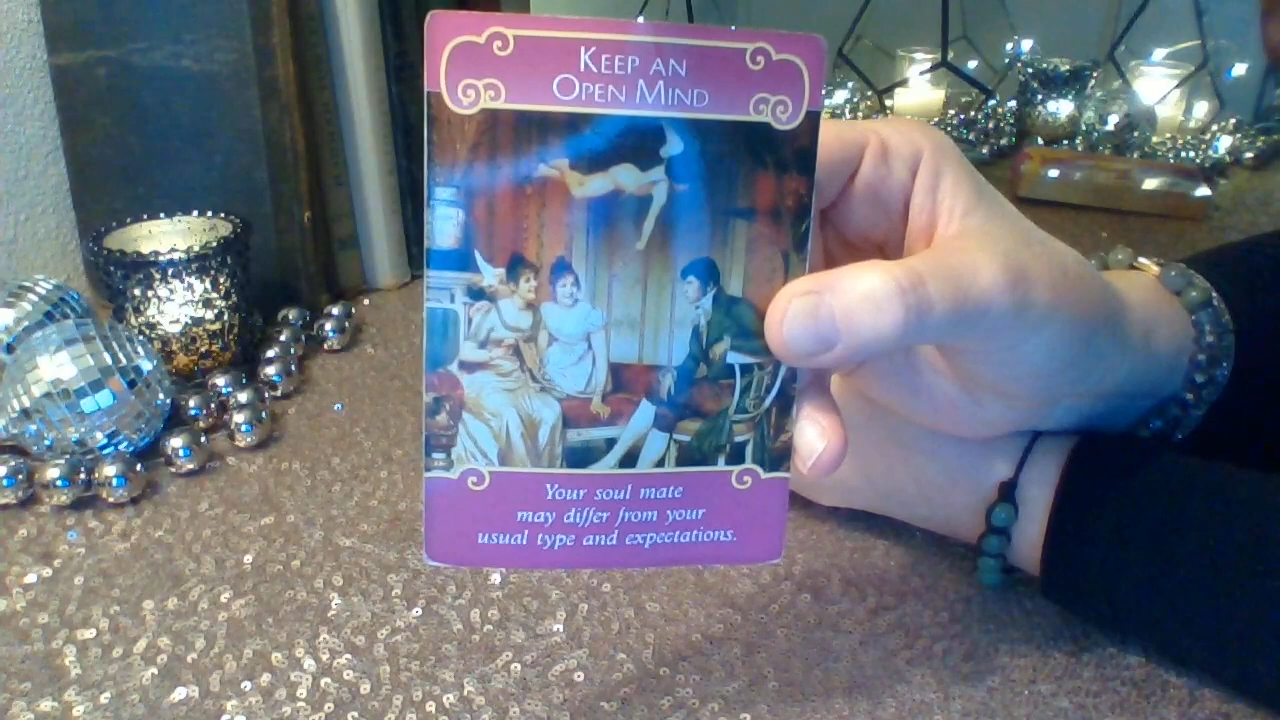 KEEP AN
OPEN MIND
Your soul mate
may differ from your
usual type and expectations.